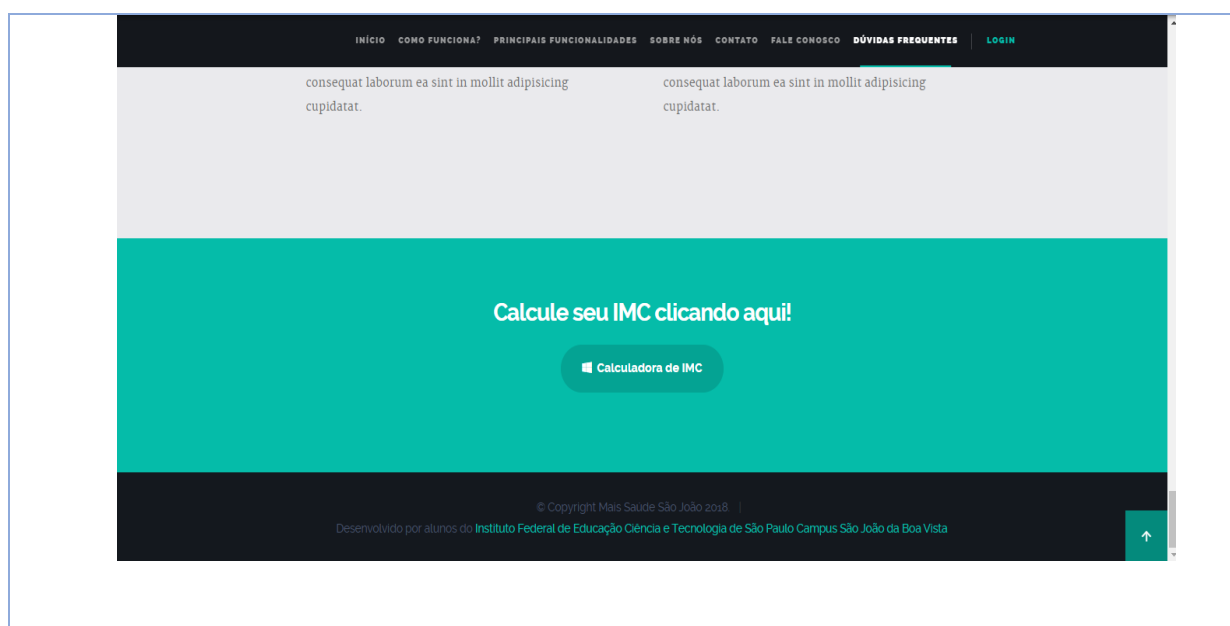 INÍCIO COMO FUNCIONA? PRINCIPAIS FUNCIONALIDADES SOBRE NÓS CONTATO FALE CONOSCO DÚVIDAS FREQUENTES LOGIN
consequat laborum ea sint in mollit adipisicing
cupidatat.
consequat laborum ea sint in mollit adipisicing
cupidatat.
Calcule seu IMC clicando aqui!
Calculadora de IMC
© Copyright Mais Saúde São João 2018. |
Desenvolvido por alunos do Instituto Federal de Educação Ciência e Tecnologia de São Paulo Campus São João da Boa Vista